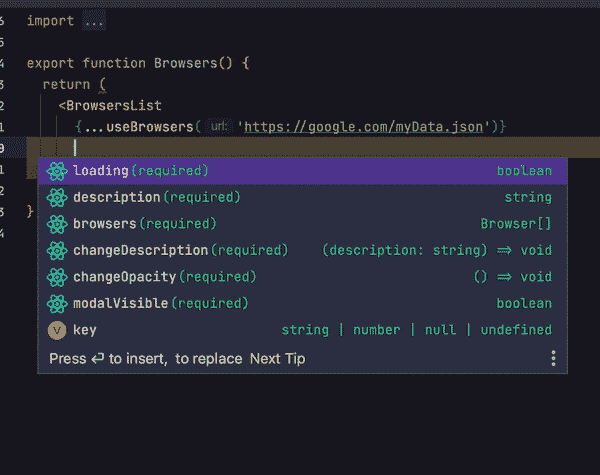 6 import ...
5
4 export function Browsers() {
3 return (
2 <BrowsersList
1 {...useBrowsers( url: 'https://google.com/myData.json')}
9
1 loading(required) boolean
description(required) string
browsers(required) Browser[]
changeDescription(required) (description: string) ⇒ void
changeOpacity(required) () ⇒ void
2 modalVisible(required) boolean
3 } V key string | number | null | undefined
4 Press ↵ to insert, to replace Next Tip